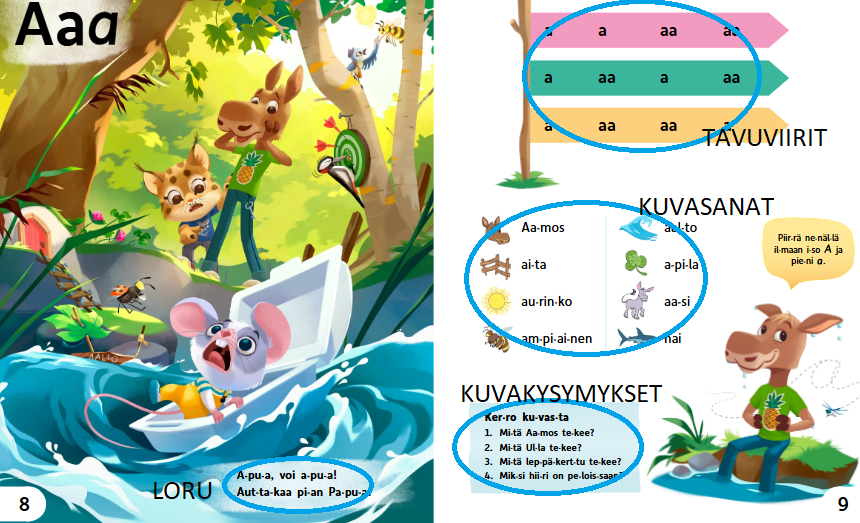 Aaa
AALTO
LORU
A-pu-a, voi a-pu-a!
Aut-ta-kaa pi-an Pa-pu-a!
8
a a aa aa
a aa a aa
a aa aa a
TAVUVIIRIT
KUVASANAT
Aa-mos
ai-ta
au-rin-ko
am-pi-ai-nen
aal-to
a-pi-la
aa-si
hai
Piir-rä ne-näl-lä
il-maan i-so A ja
pie-ni a.
KUVAKYSYMYKSET
Ker-ro ku-vas-ta
1. Mi-tä Aa-mos te-kee?
2. Mi-tä Ul-la te-kee?
3. Mi-tä lep-pä-kert-tu te-kee?
4. Mik-si hii-ri on pe-lois-saan?
9